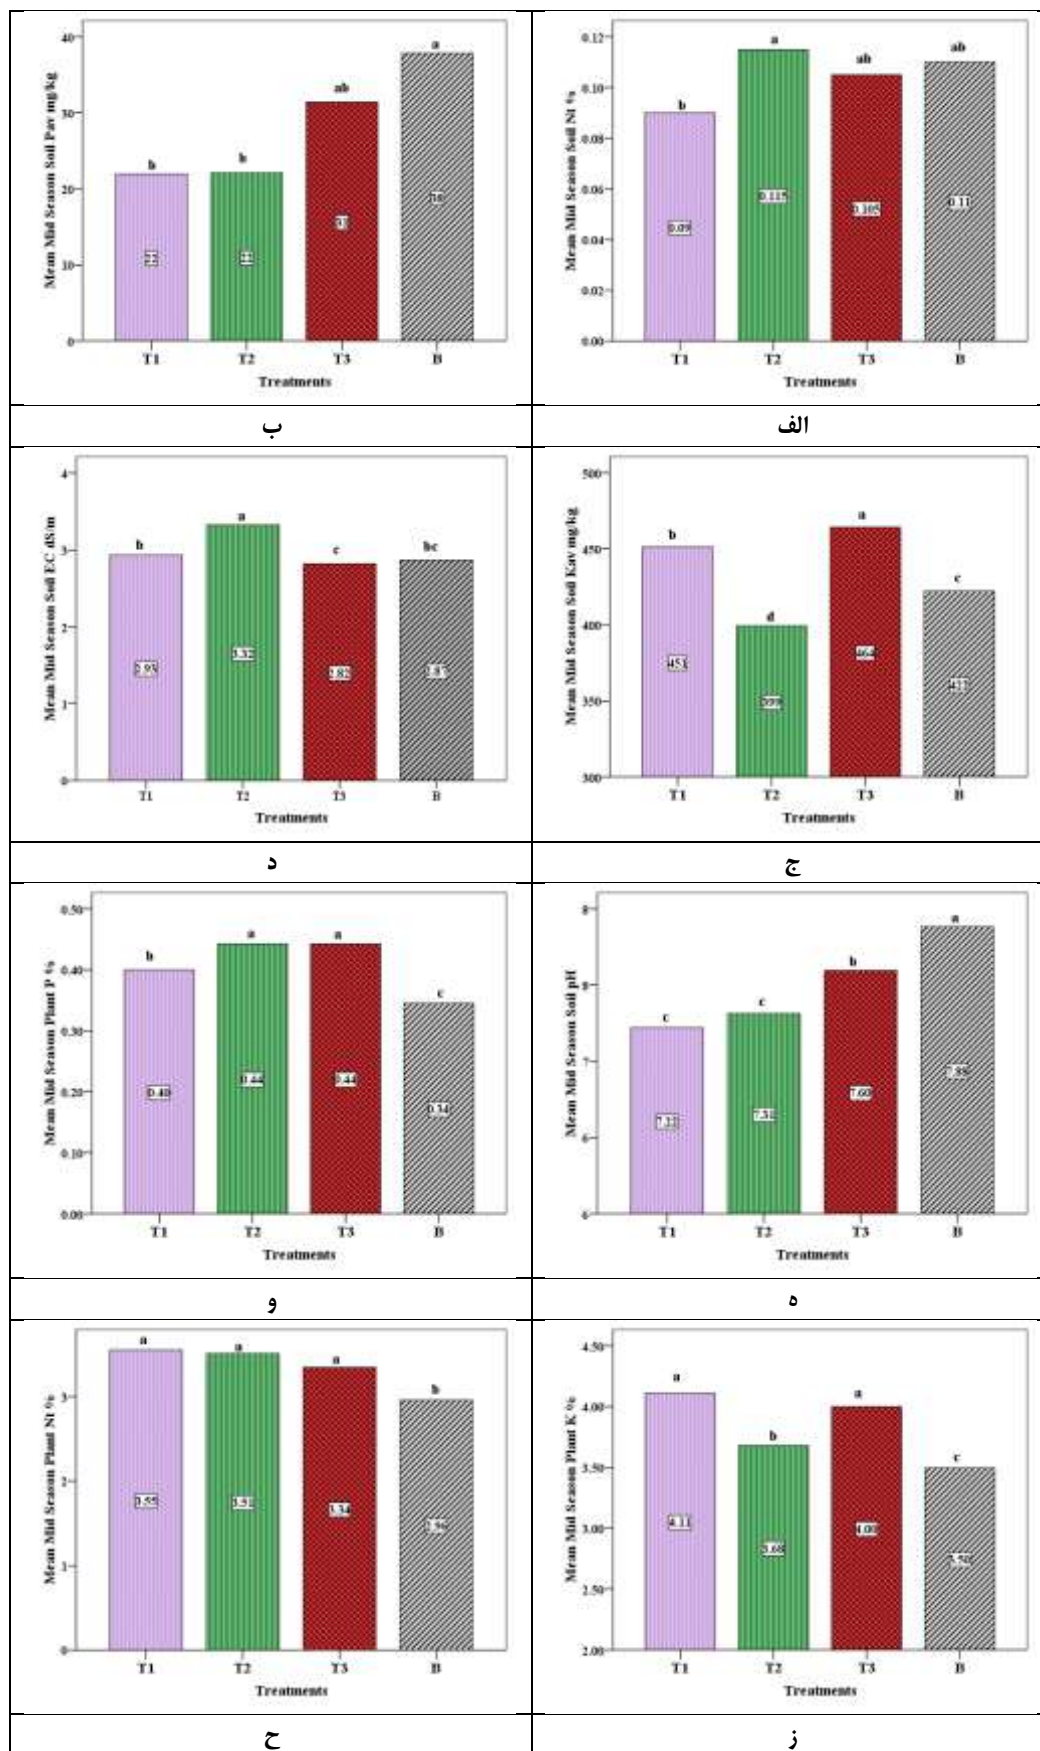 Mean Mid Season Soil Nt %
0.12
0.10
0.08
0.06
0.04
0.02
0.00
b
a
ab
ab
0.09
0.115
0.105
0.11
T1
T2
T3
B
Treatments
الف
Mean Mid Season Soil Pav mg/kg
40
30
20
10
0
b
b
ab
a
22
38
T1
T2
T3
B
Treatments
ب
Mean Mid Season Soil Kav mg/kg
500
450
400
350
300
b
d
a
c
451
399
464
T1
T2
T3
B
Treatments
ج
Mean Mid Season Soil EC dS/m
4
3
2
1
0
b
a
c
bc
2.93
3.32
2.82
2.87
T1
T2
T3
B
Treatments
د
Mean Mid Season Soil pH
8
8
7
6
6
c
c
b
a
7.60
7.88
T1
T2
T3
B
Treatments
ه
Mean Mid Season Plant P %
0.50
0.40
0.30
0.20
0.10
0.00
b
a
a
c
0.40
0.44
0.44
0.34
T1
T2
T3
B
Treatments
و
Mean Mid Season Plant K %
4.50
4.00
3.50
3.00
2.50
2.00
a
b
a
c
4.11
3.68
4.00
3.50
T1
T2
T3
B
Treatments
ز
Mean Mid Season Plant Nt %
3
2
1
0
a
a
a
b
3.55
3.51
3.34
2.96
T1
T2
T3
B
Treatments
ح